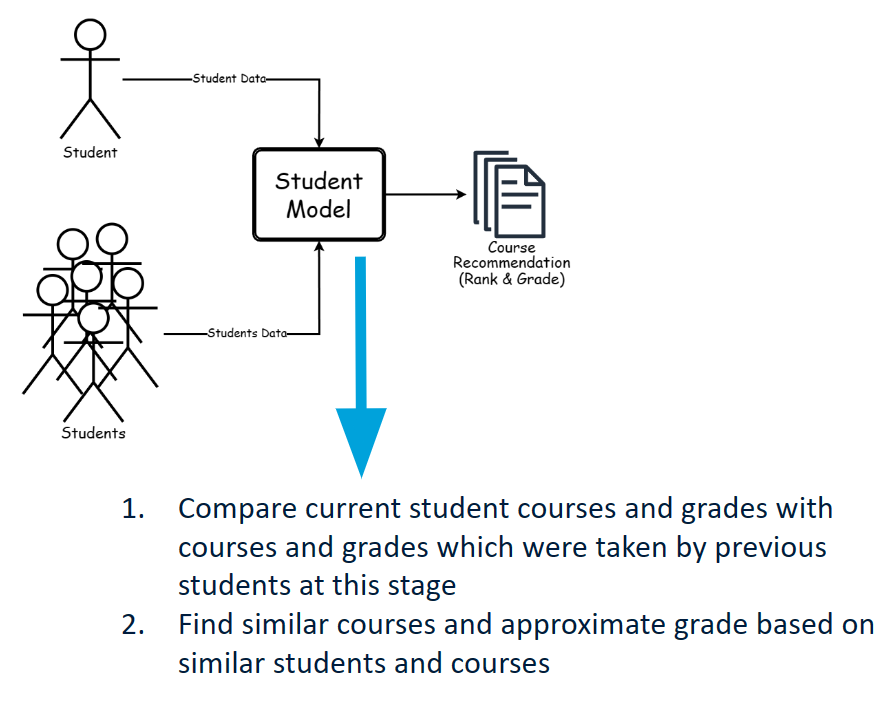 Student Data
Student
Student
Model
Course
Recommendation
(Rank & Grade)
Students Data
Students
1. Compare current student courses and grades with
courses and grades which were taken by previous
students at this stage
2. Find similar courses and approximate grade based on
similar students and courses